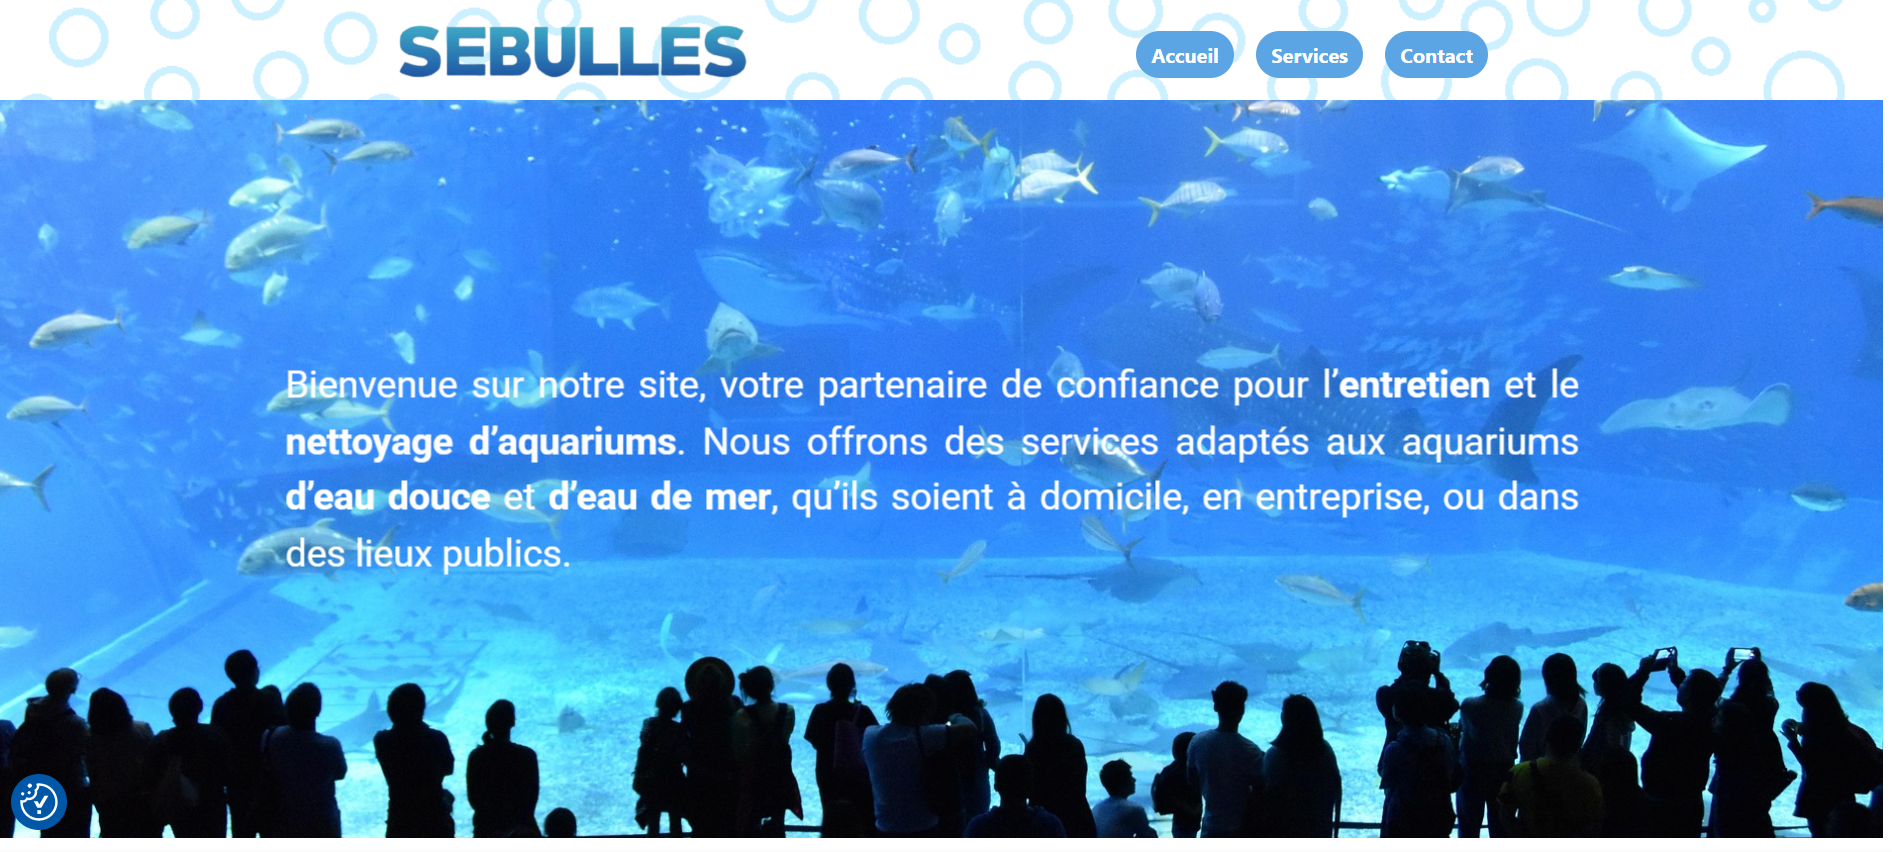 SEBULLES
Accueil
Services
Contact
Bienvenue sur notre site, votre partenaire de confiance pour l’entretien et le
nettoyage d’aquariums. Nous offrons des services adaptés aux aquariums
d’eau douce et d’eau de mer, qu’ils soient à domicile, en entreprise, ou dans
des lieux publics.